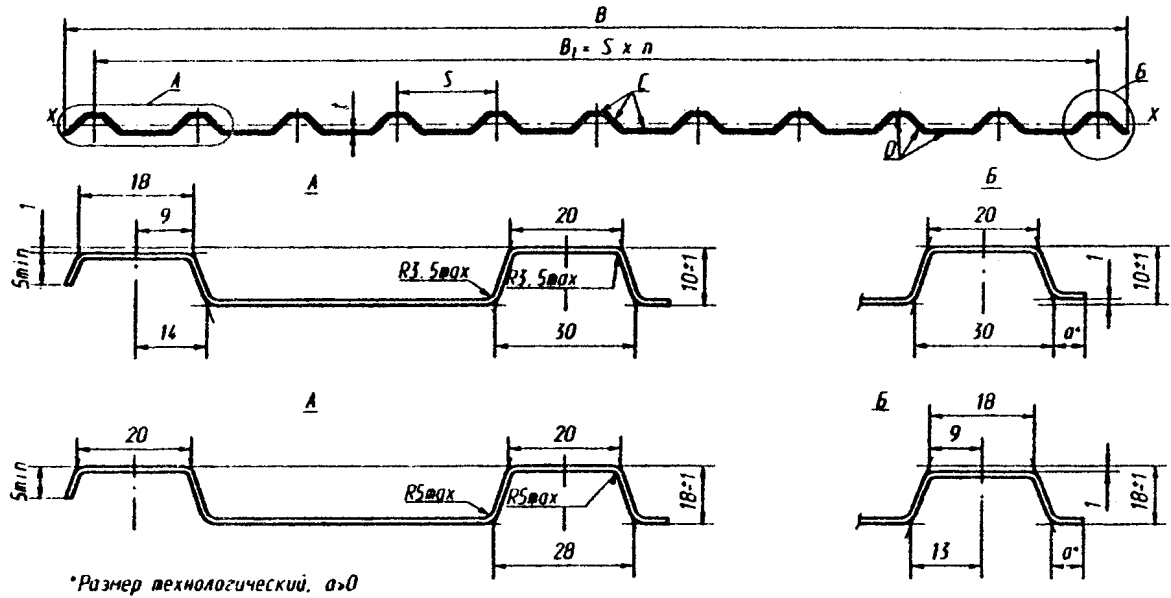 B
B₁ = S x n
А
S
C
Б
X
t
X
D
А
Б
18
9
1
5min
20
R3.5max
R3.5max
10±1
14
30
20
1
10±1
30
a*
А
Б
20
5min
20
R5max
R5max
18±1
28
18
9
1
18±1
13
a*
*Размер технологический, a>0